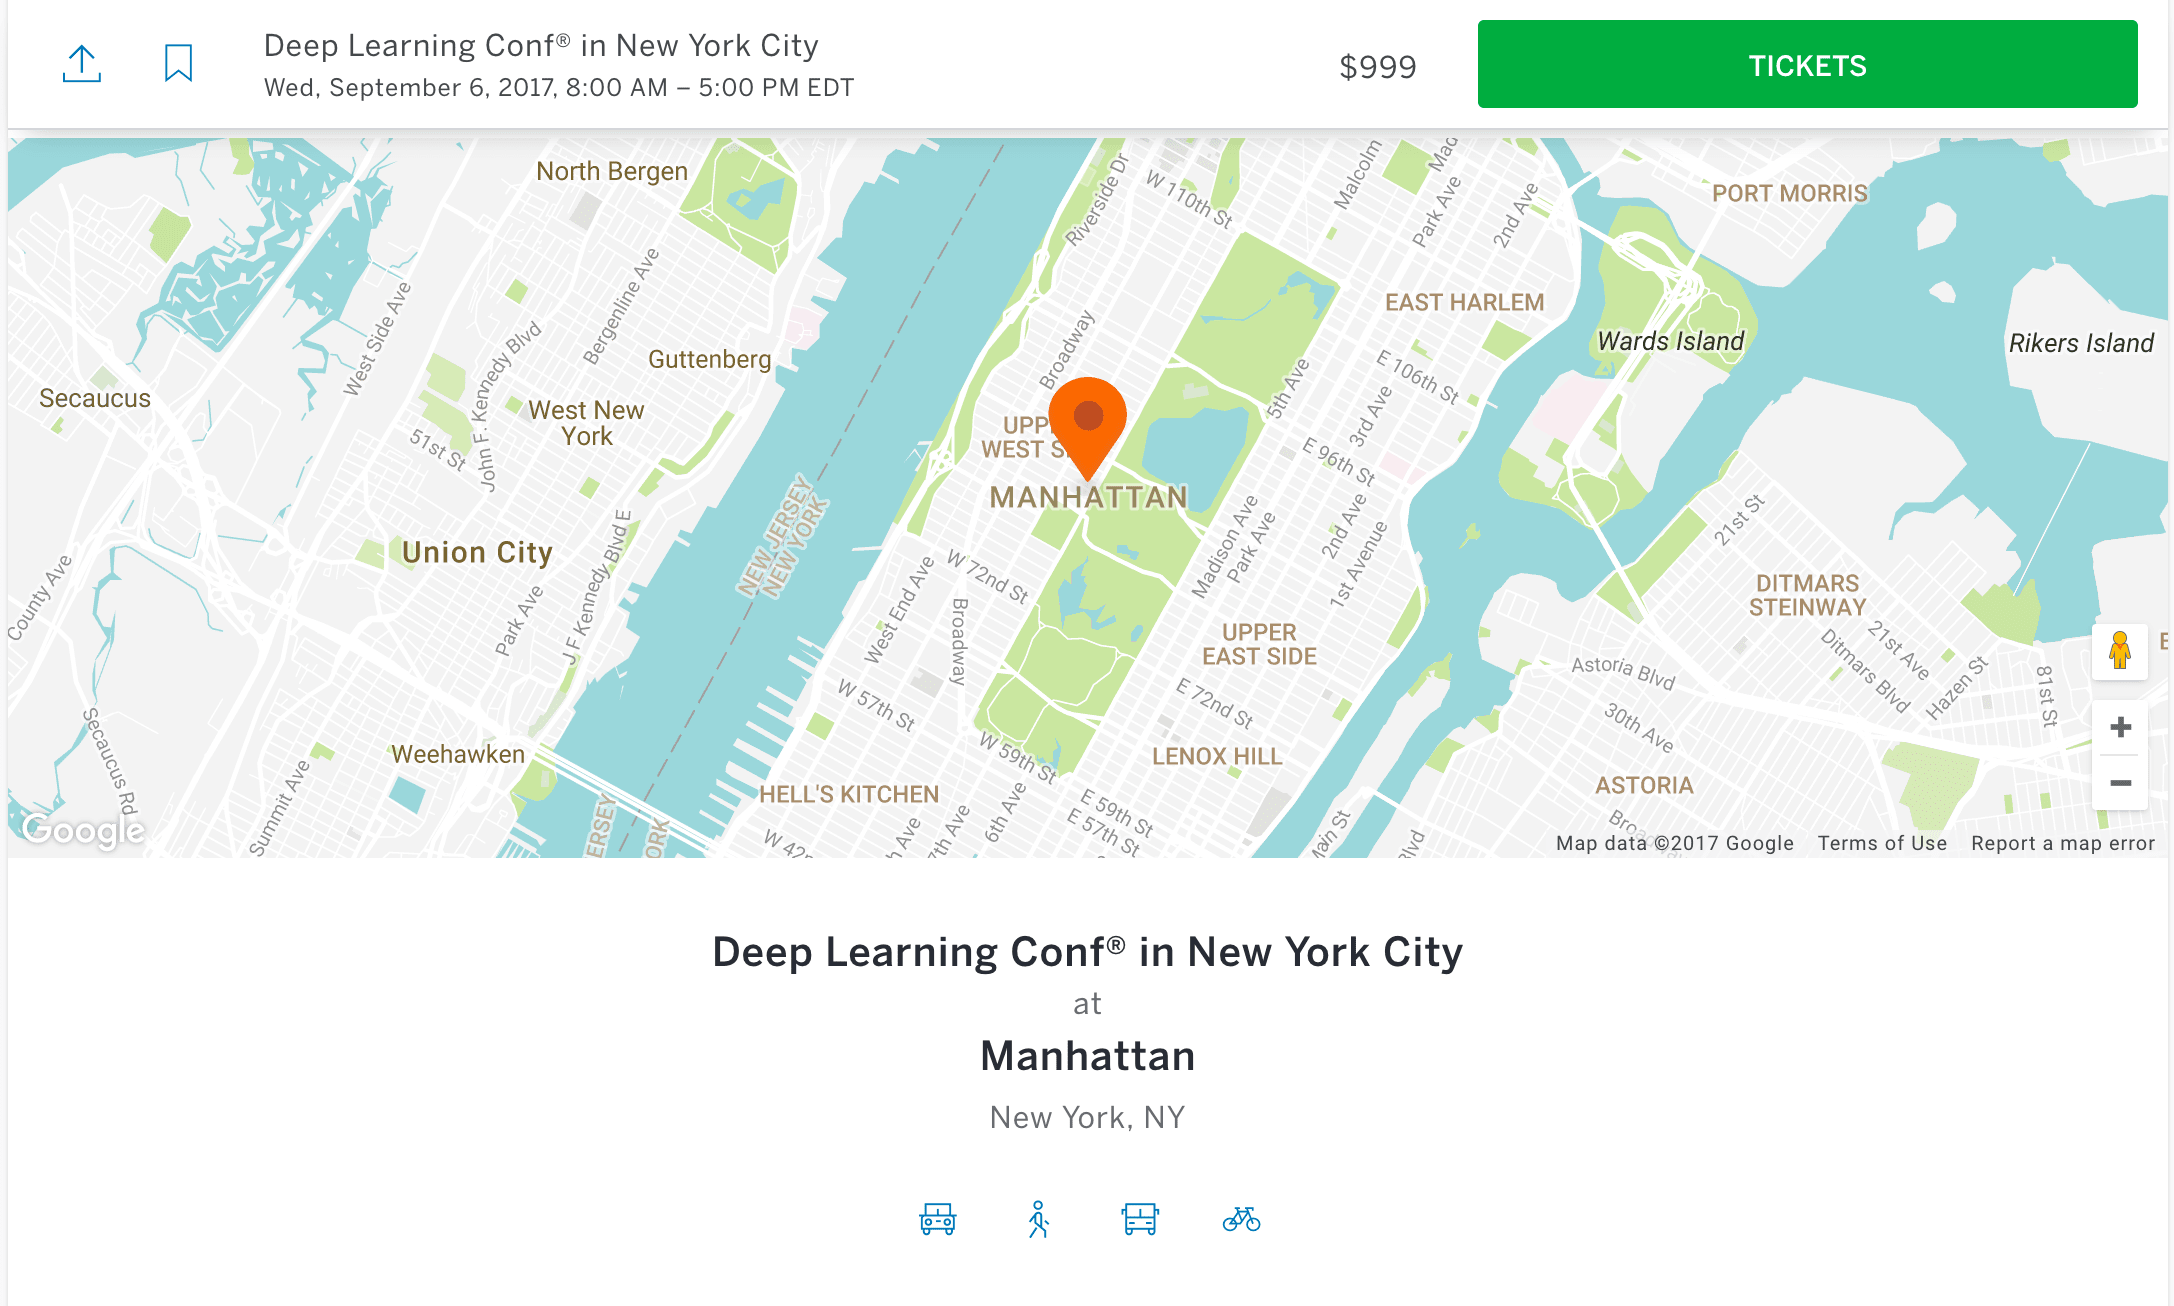 Deep Learning Conf® in New York City
Wed, September 6, 2017, 8:00 AM – 5:00 PM EDT
$999
TICKETS
North Bergen
Riverside Dr
W 110th St
Malcolm
Park Ave
2nd Ave
PORT MORRIS
West Side Ave
Bergenline Ave
John F. Kennedy Blvd
Guttenberg
Broadway
5th Ave
EAST HARLEM
E 106th St
Wards Island
Rikers Island
Secaucus
51st St
West New
York
UPP
WEST S
MANHATTAN
3rd Ave
E 96th St
NEW JERSEY
NEW YORK
Madison Ave
Park Ave
2nd Ave
1st Avenue
21st St
County Ave
Union City
Park Ave
J F Kennedy Blvd E
W 72nd St
West End Ave
Broadway
DITMARS
STEINWAY
UPPER
EAST SIDE
Astoria Blvd
Ditmars Blvd
21st Ave
Hazen St
81st St
Secaucus Rd
W 57th St
E 72nd St
30th Ave
Weehawken
W 59th St
LENOX HILL
ASTORIA
Summit Ave
HELL'S KITCHEN
6th Ave
7th Ave
E 59th St
E 57th St
Google
Map data ©2017 Google
Terms of Use
Report a map error
Deep Learning Conf® in New York City
at
Manhattan
New York, NY